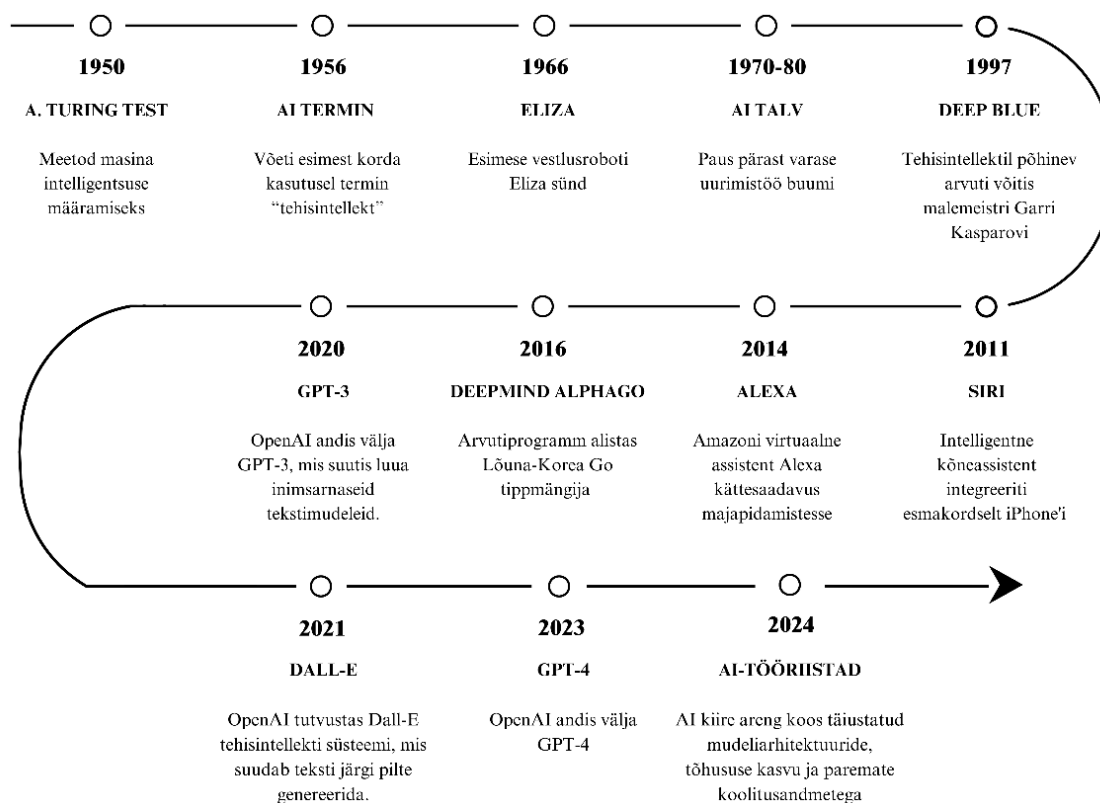 1950
A. TURING TEST
Meetod masina
intelligentsuse
määramiseks
1956
AI TERMIN
Võeti esimest korda
kasutusel termin
“tehisintellekt”
1966
ELIZA
Esimese vestlusroboti
Eliza sünd
1970-80
AI TALV
Paus pärast varase
uurimistöö buumi
1997
DEEP BLUE
Tehisintellektil põhinev
arvuti võitis
malemeistri Garri
Kasparovi
2011
SIRI
Intelligentne
kõneassistent
integreeriti
esmakordselt iPhone'i
2014
ALEXA
Amazoni virtuaalne
assistent Alexa
kättesaadavus
majapidamistesse
2016
DEEPMIND ALPHAGO
Arvutiprogramm alistas
Lõuna-Korea Go
tippmängija
2020
GPT-3
OpenAI andis välja
GPT-3, mis suutis luua
inimsarnaseid
tekstimudeleid.
2021
DALL-E
OpenAI tutvustas Dall-E
tehisintellekti süsteemi, mis
suudab teksti järgi pilte
genereerida.
2023
GPT-4
OpenAI andis välja
GPT-4
2024
AI-TÖÖRIISTAD
AI kiire areng koos täiustatud
mudeliarhitektuuride,
tõhususe kasvu ja paremate
koolitusandmetega